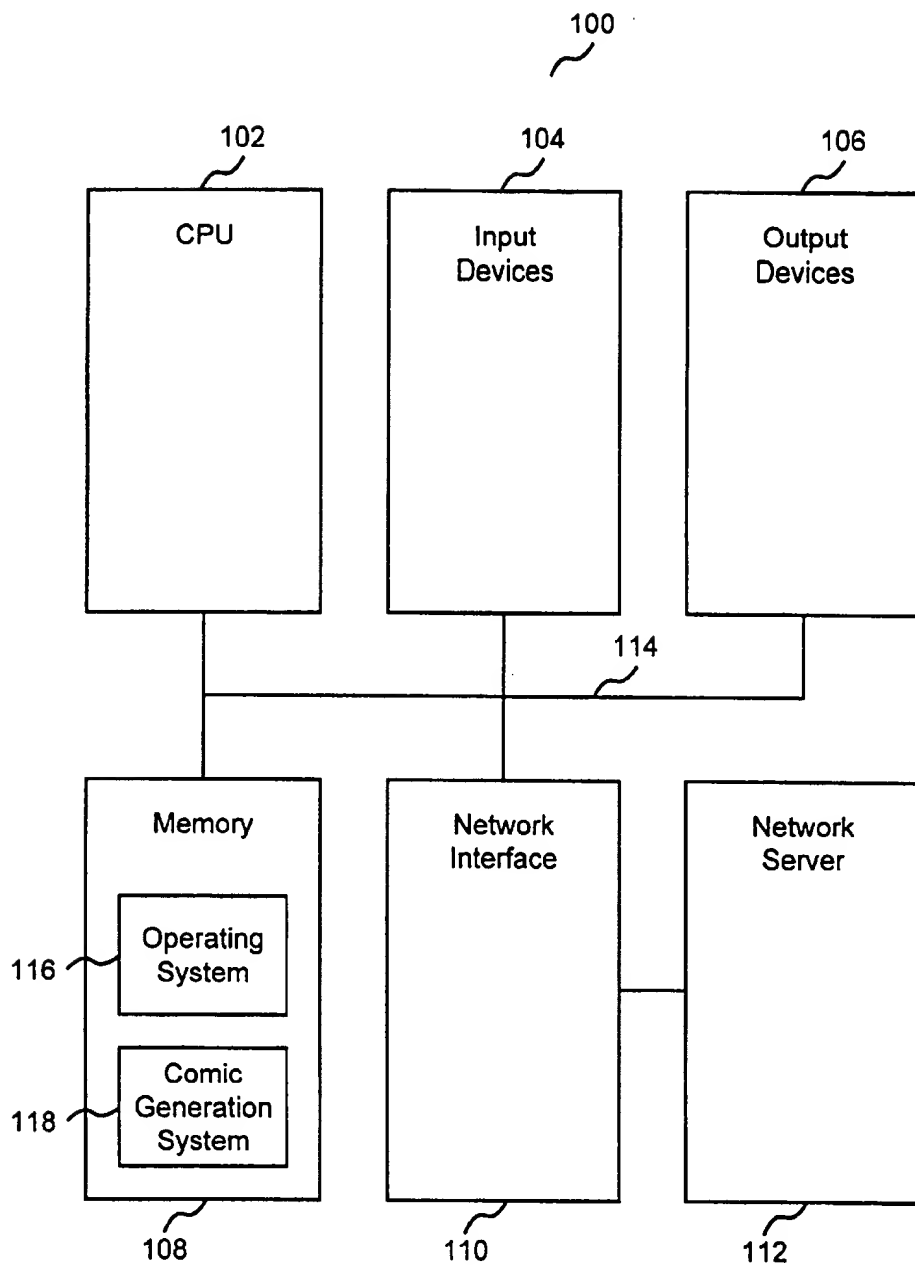 100
102
104
106
CPU
Input
Devices
Output
Devices
114
Memory
Network
Interface
Network
Server
Operating
System
116
Comic
Generation
System
118
108
110
112